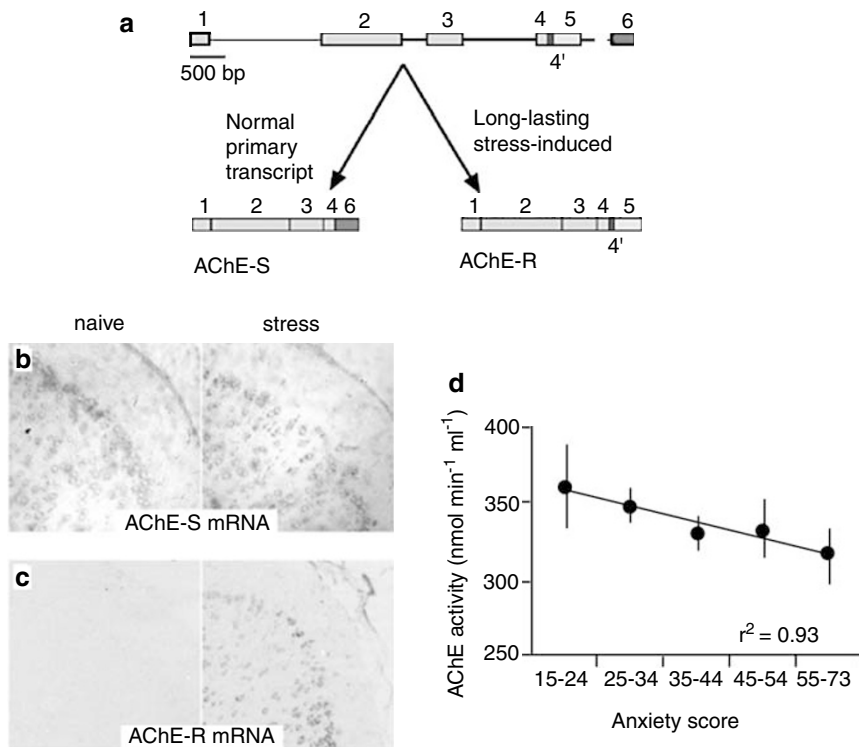 a
1 2 3 4 5 6
4'
500 bp
Normal
primary
transcript
Long-lasting
stress-induced
1 2 3 4 6
AChE-S
1 2 3 4 5
4'
AChE-R
naive stress
b
AChE-S mRNA
c
AChE-R mRNA
d
AChE activity (nmol min⁻¹ ml⁻¹)
400
350
300
250
r² = 0.93
15-24 25-34 35-44 45-54 55-73
Anxiety score